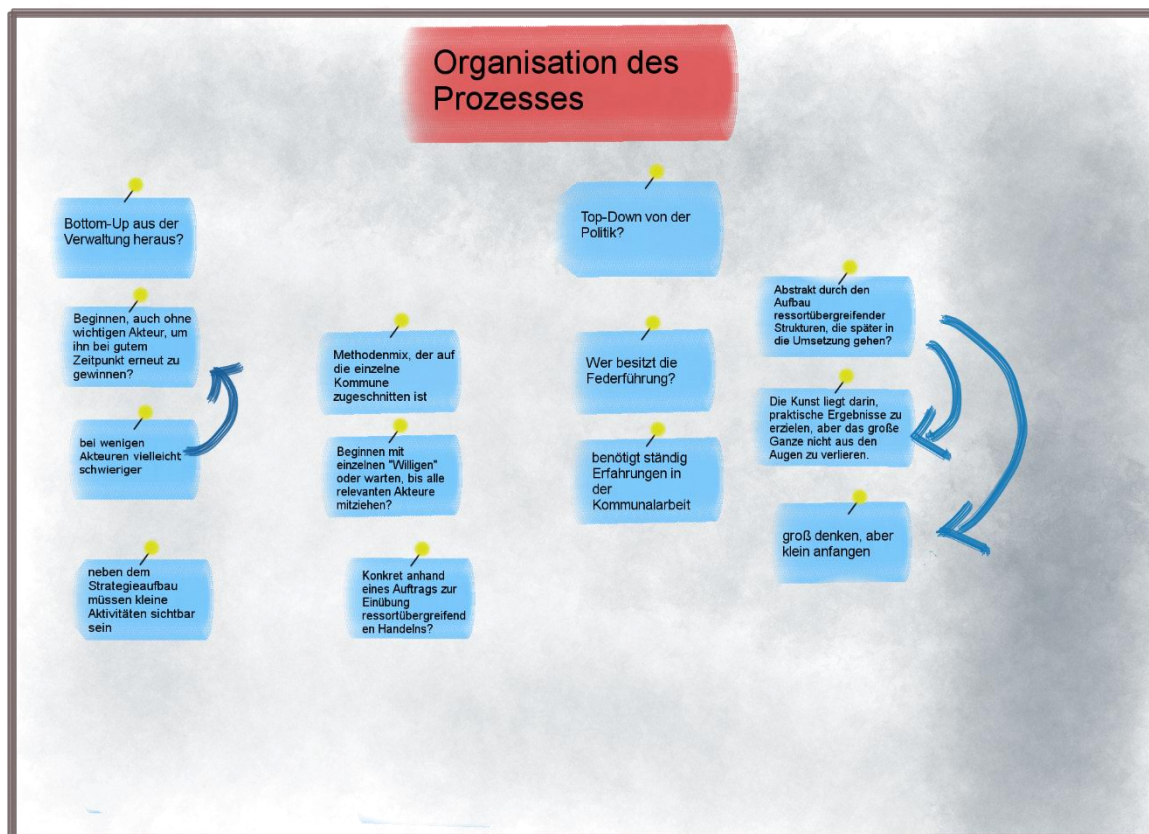 Organisation des
Prozesses
Bottom-Up aus der
Verwaltung heraus?
Beginnen, auch ohne
wichtigen Akteur, um
ihn bei gutem
Zeitpunkt erneut zu
gewinnen?
bei wenigen
Akteuren vielleicht
schwieriger
neben dem
Strategieaufbau
müssen kleine
Aktivitäten sichtbar
sein
Methodenmix, der auf
die einzelne
Kommune
zugeschnitten ist
Beginnen mit
einzelnen "Willigen"
oder warten, bis alle
relevanten Akteure
mitziehen?
Konkret anhand
eines Auftrags zur
Einübung
ressortübergreifend
en Handelns?
Top-Down von der
Politik?
Wer besitzt die
Federführung?
benötigt ständig
Erfahrungen in
der
Kommunalarbeit
Abstrakt durch den
Aufbau
ressortübergreifender
Strukturen, die später in
die Umsetzung gehen?
Die Kunst liegt darin,
praktische Ergebnisse zu
erzielen, aber das große
Ganze nicht aus den
Augen zu verlieren.
groß denken, aber
klein anfangen